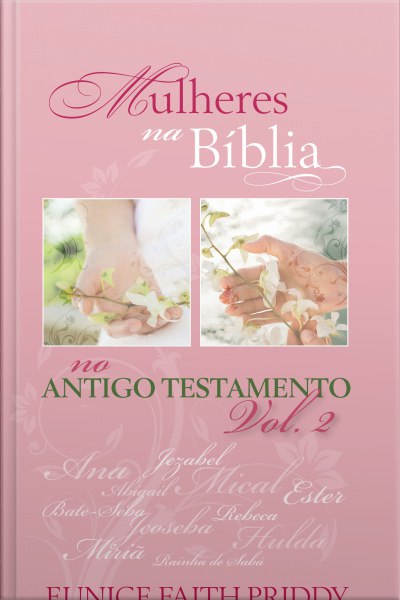 Mulheres
na Bíblia
no
ANTIGO TESTAMENTO
Vol. 2
Jezabel
Ana
Abigail Mical
Ester
Bate-Seba
Rebeca
Jeoseba
Hulda
Miriã
Rainha de Sabá
EUNICE FAITH PRIDDY